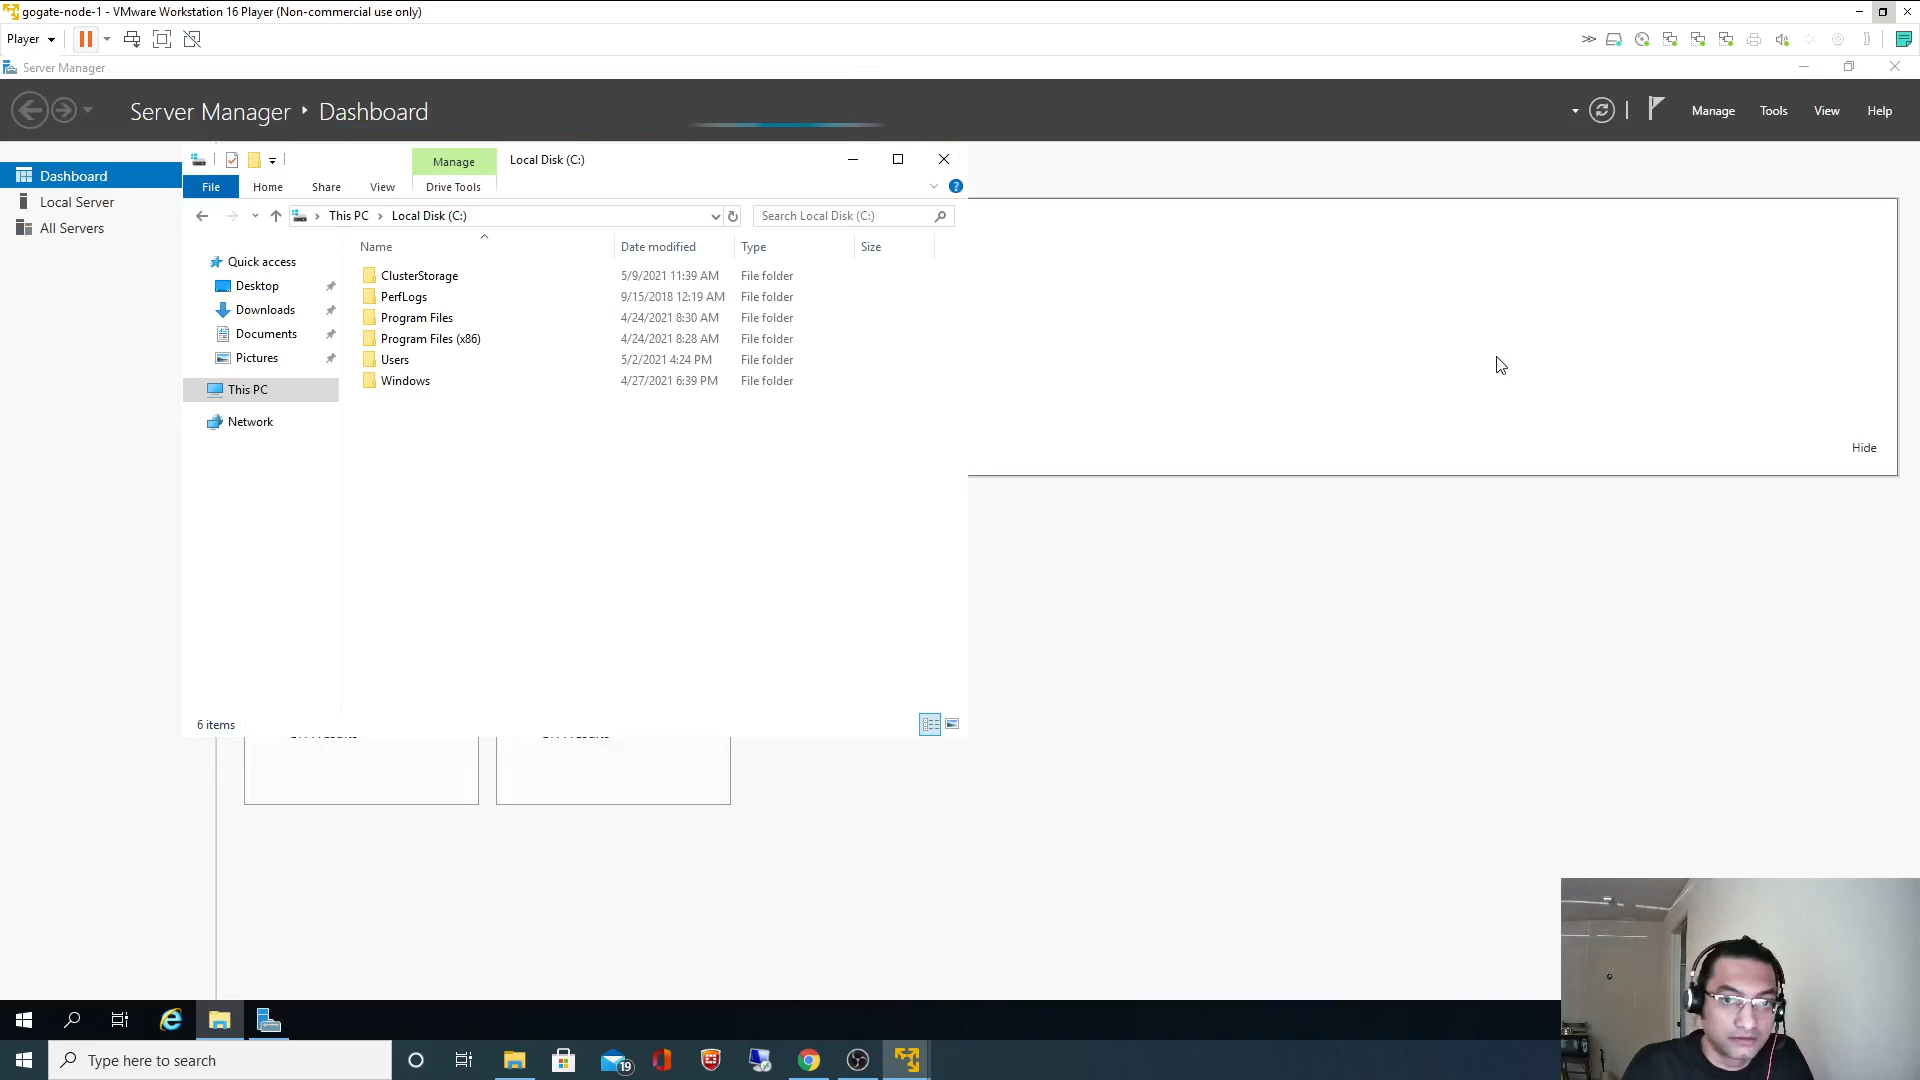 gogate-node-1 - VMware Workstation 16 Player (Non-commercial use only)
Player
Server Manager
Server Manager Dashboard
Manage Tools View Help
Dashboard
Local Server
All Servers
Manage Local Disk (C:)
File Home Share View Drive Tools
This PC Local Disk (C:)
Search Local Disk (C:)
Name Date modified Type Size
Quick access
Desktop
Downloads
Documents
Pictures
This PC
Network
ClusterStorage 5/9/2021 11:39 AM File folder
PerfLogs 9/15/2018 12:19 AM File folder
Program Files 4/24/2021 8:30 AM File folder
Program Files (x86) 4/24/2021 8:28 AM File folder
Users 5/2/2021 4:24 PM File folder
Windows 4/27/2021 6:39 PM File folder
Hide
6 items
Type here to search
19